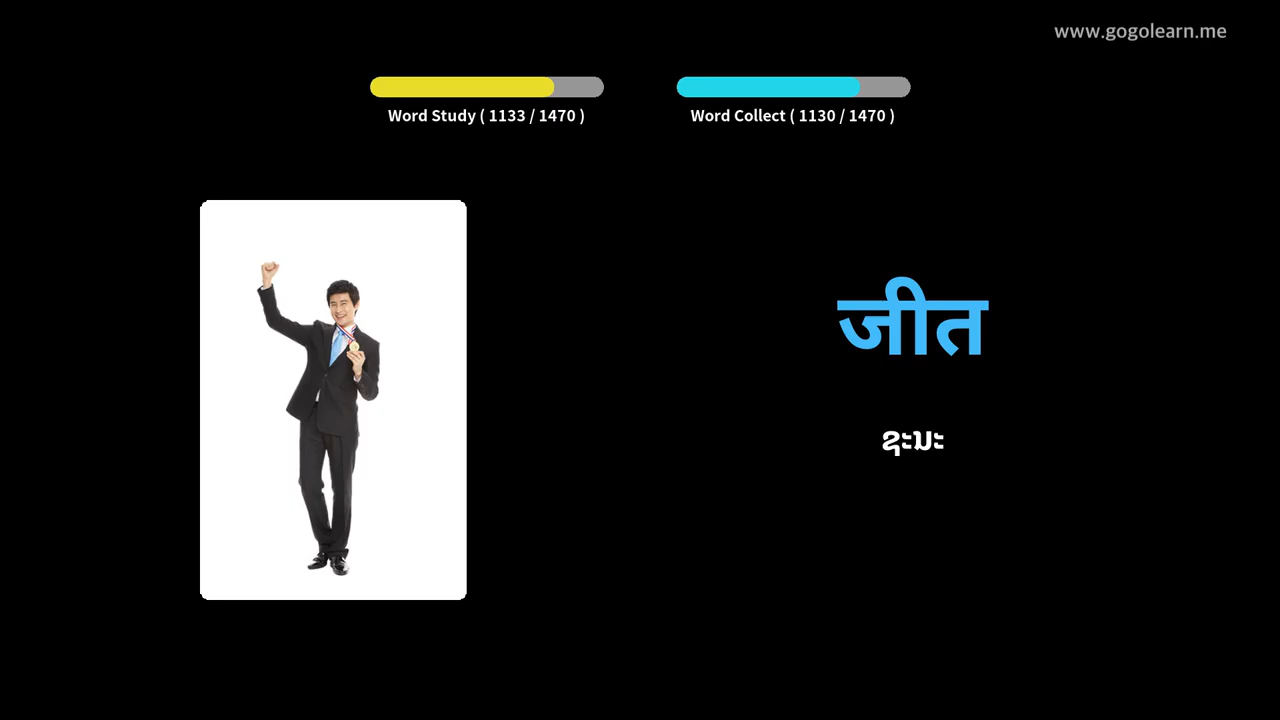 www.gogolearn.me
Word Study ( 1133 / 1470 )
Word Collect ( 1130 / 1470 )
जीत
ຊະນະ